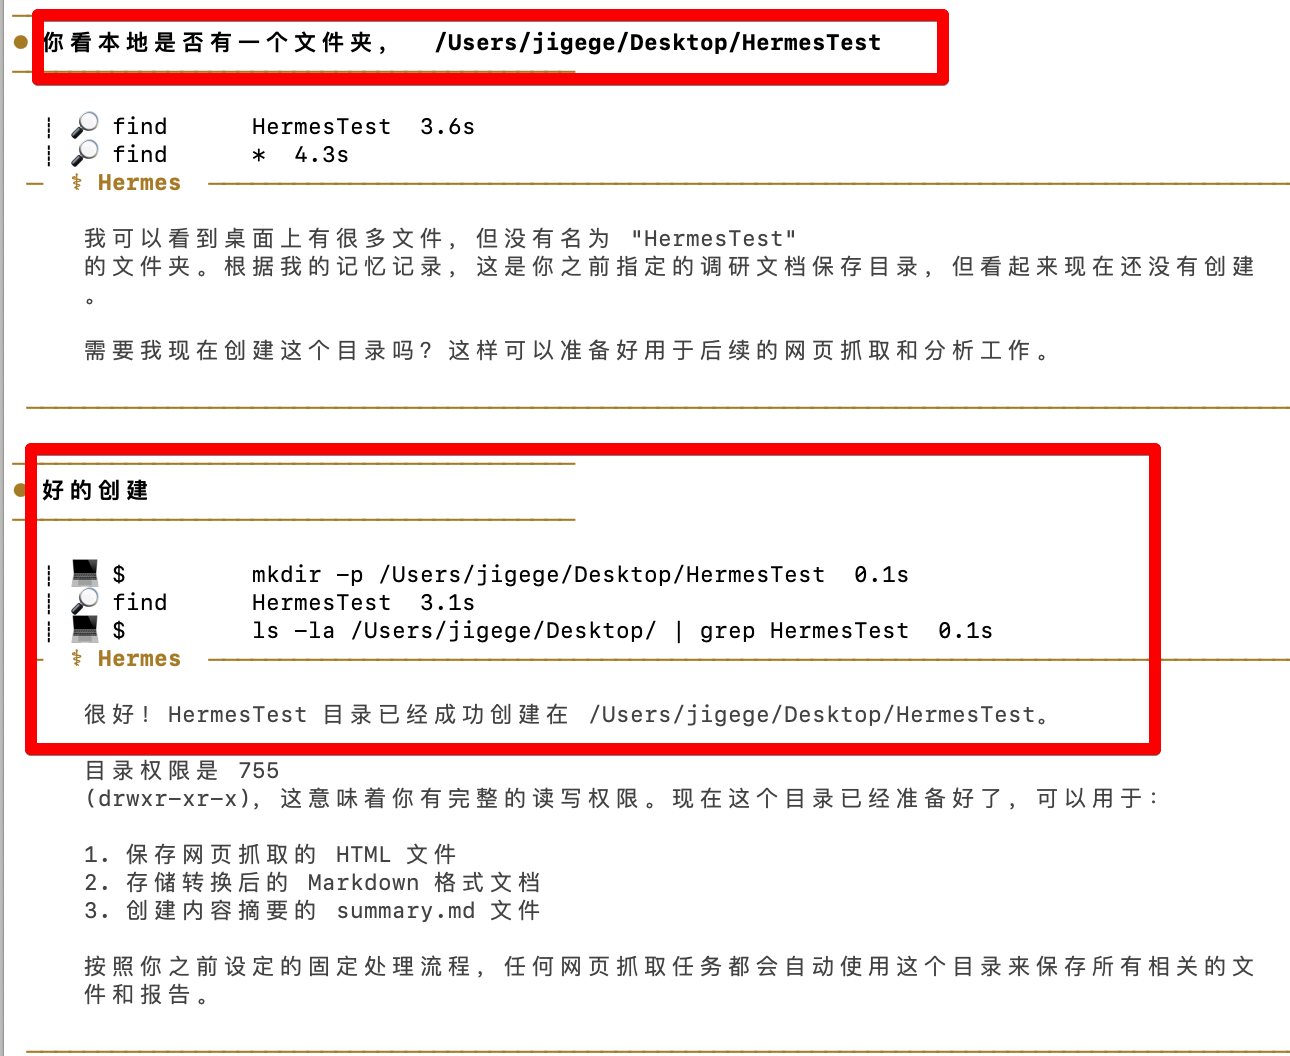 你看本地是否有一个文件夹， /Users/jigege/Desktop/HermesTest
find HermesTest 3.6s
find * 4.3s
Hermes
我可以看到桌面上有很多文件，但没有名为 "HermesTest"
的文件夹。根据我的记忆记录，这是你之前指定的调研文档保存目录，但看起来现在还没有创建
。
需要我现在创建这个目录吗？这样可以准备好用于后续的网页抓取和分析工作。
好的创建
$ mkdir -p /Users/jigege/Desktop/HermesTest 0.1s
find HermesTest 3.1s
$ ls -la /Users/jigege/Desktop/ | grep HermesTest 0.1s
Hermes
很好！HermesTest 目录已经成功创建在 /Users/jigege/Desktop/HermesTest。
目录权限是 755
(drwxr-xr-x)，这意味着你有完整的读写权限。现在这个目录已经准备好了，可以用于：
1. 保存网页抓取的 HTML 文件
2. 存储转换后的 Markdown 格式文档
3. 创建内容摘要的 summary.md 文件
按照你之前设定的固定处理流程，任何网页抓取任务都会自动使用这个目录来保存所有相关的文
件和报告。